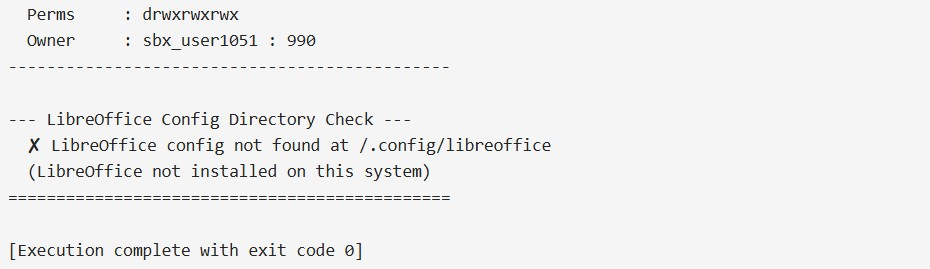 Perms     : drwxrwxrwx
Owner     : sbx_user1051 : 990
----------------------------------------------
--- LibreOffice Config Directory Check ---
✗ LibreOffice config not found at /.config/libreoffice
(LibreOffice not installed on this system)
==============================================
[Execution complete with exit code 0]